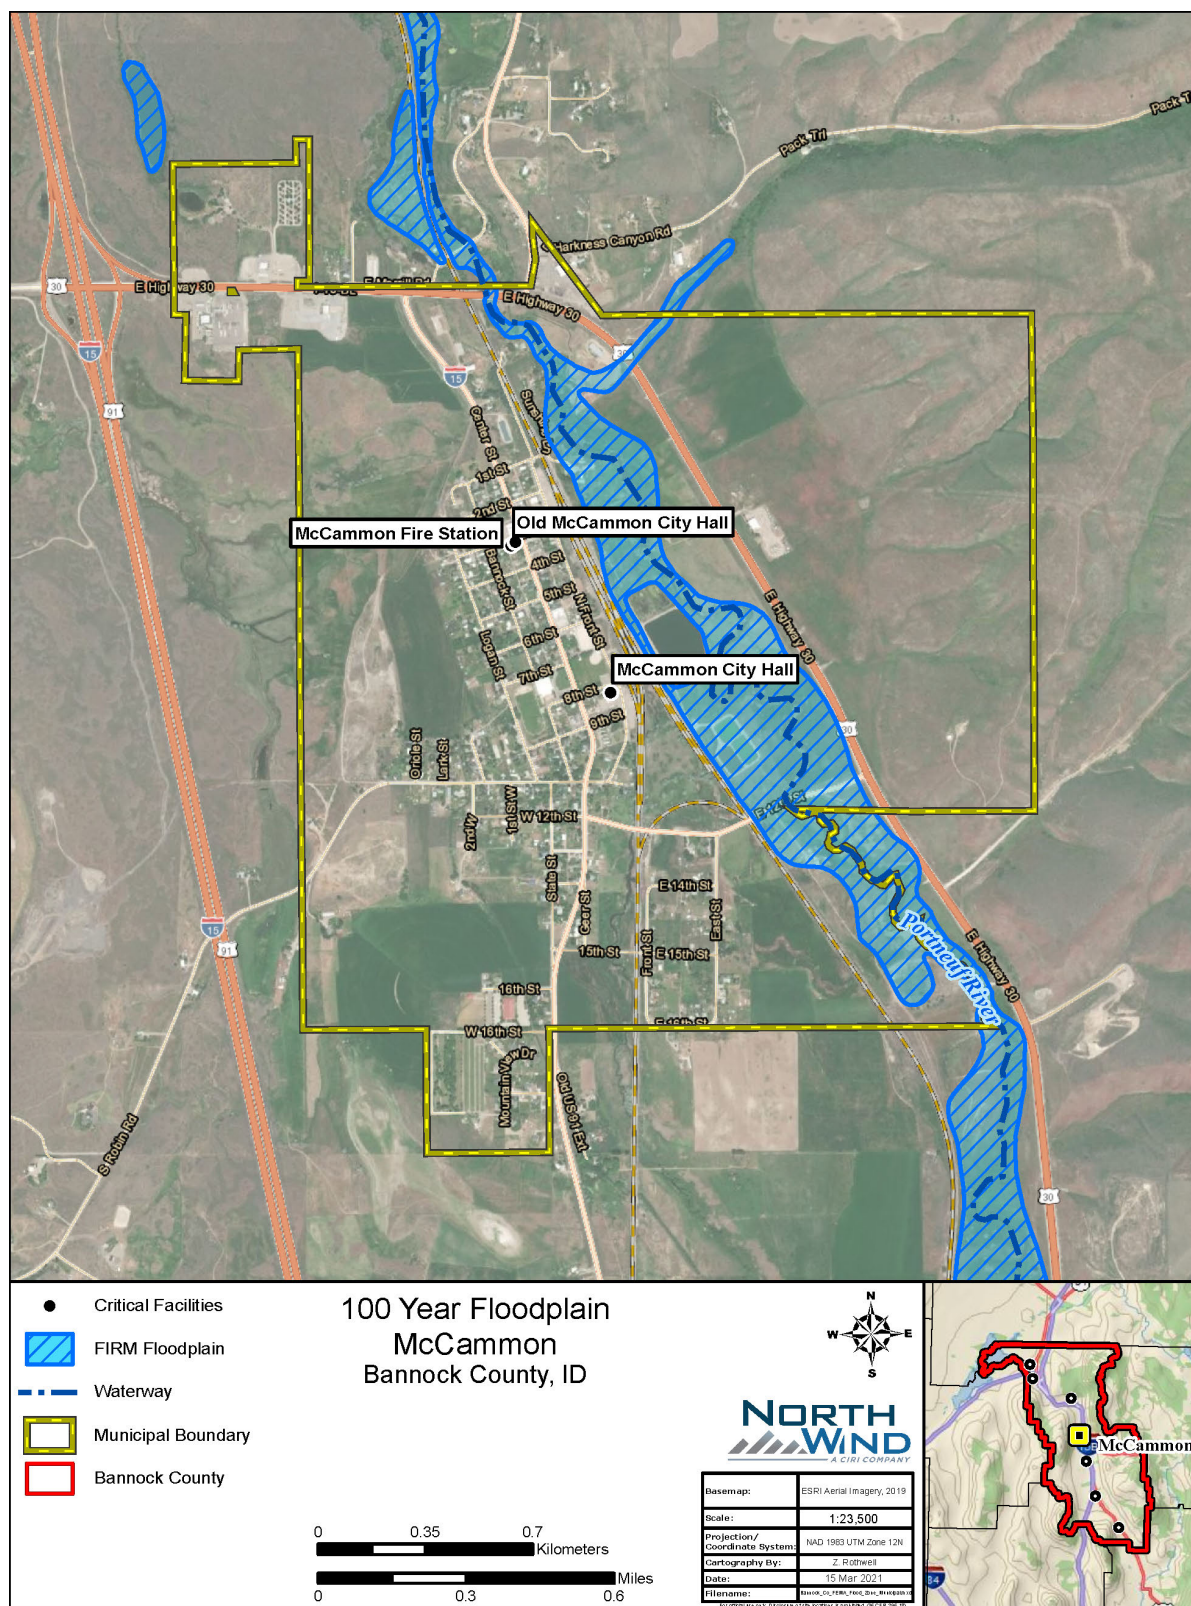 Pack Trl
Pack T
Harkness Canyon Rd
30
E Highway 30
E Merrill Rd
E Highway 30
30
15
15
91
Center St
1st St
2nd St
Old McCammon City Hall
McCammon Fire Station
4th St
Bannock St
5th St
N Front St
6th St
Logan St
7th St
E Highway 30
McCammon City Hall
8th St
9th St
30
Oriole St
Lark St
E 12th St
1st St W
2nd W
W 12th St
State St
Geer St
E 14th St
East St
15
91
15th St
Front St
E 15th St
Portneuf River
E Highway 30
16th St
E 16th St
W 16th St
Mountain View Dr
Old US 91 Ext
S Robin Rd
30
Critical Facilities
FIRM Floodplain
Waterway
Municipal Boundary
Bannock County
100 Year Floodplain
McCammon
Bannock County, ID
N
W E
S
NORTH
WIND
A CIRI COMPANY
Basemap: ESRI Aerial Imagery, 2019
Scale: 1:23,500
Projection/
Coordinate System: NAD 1983 UTM Zone 12N
Cartography By: Z. Rothwell
Date: 15 Mar 2021
Filename:
0 0.35 0.7
Kilometers
Miles
0 0.3 0.6
McCammon
84